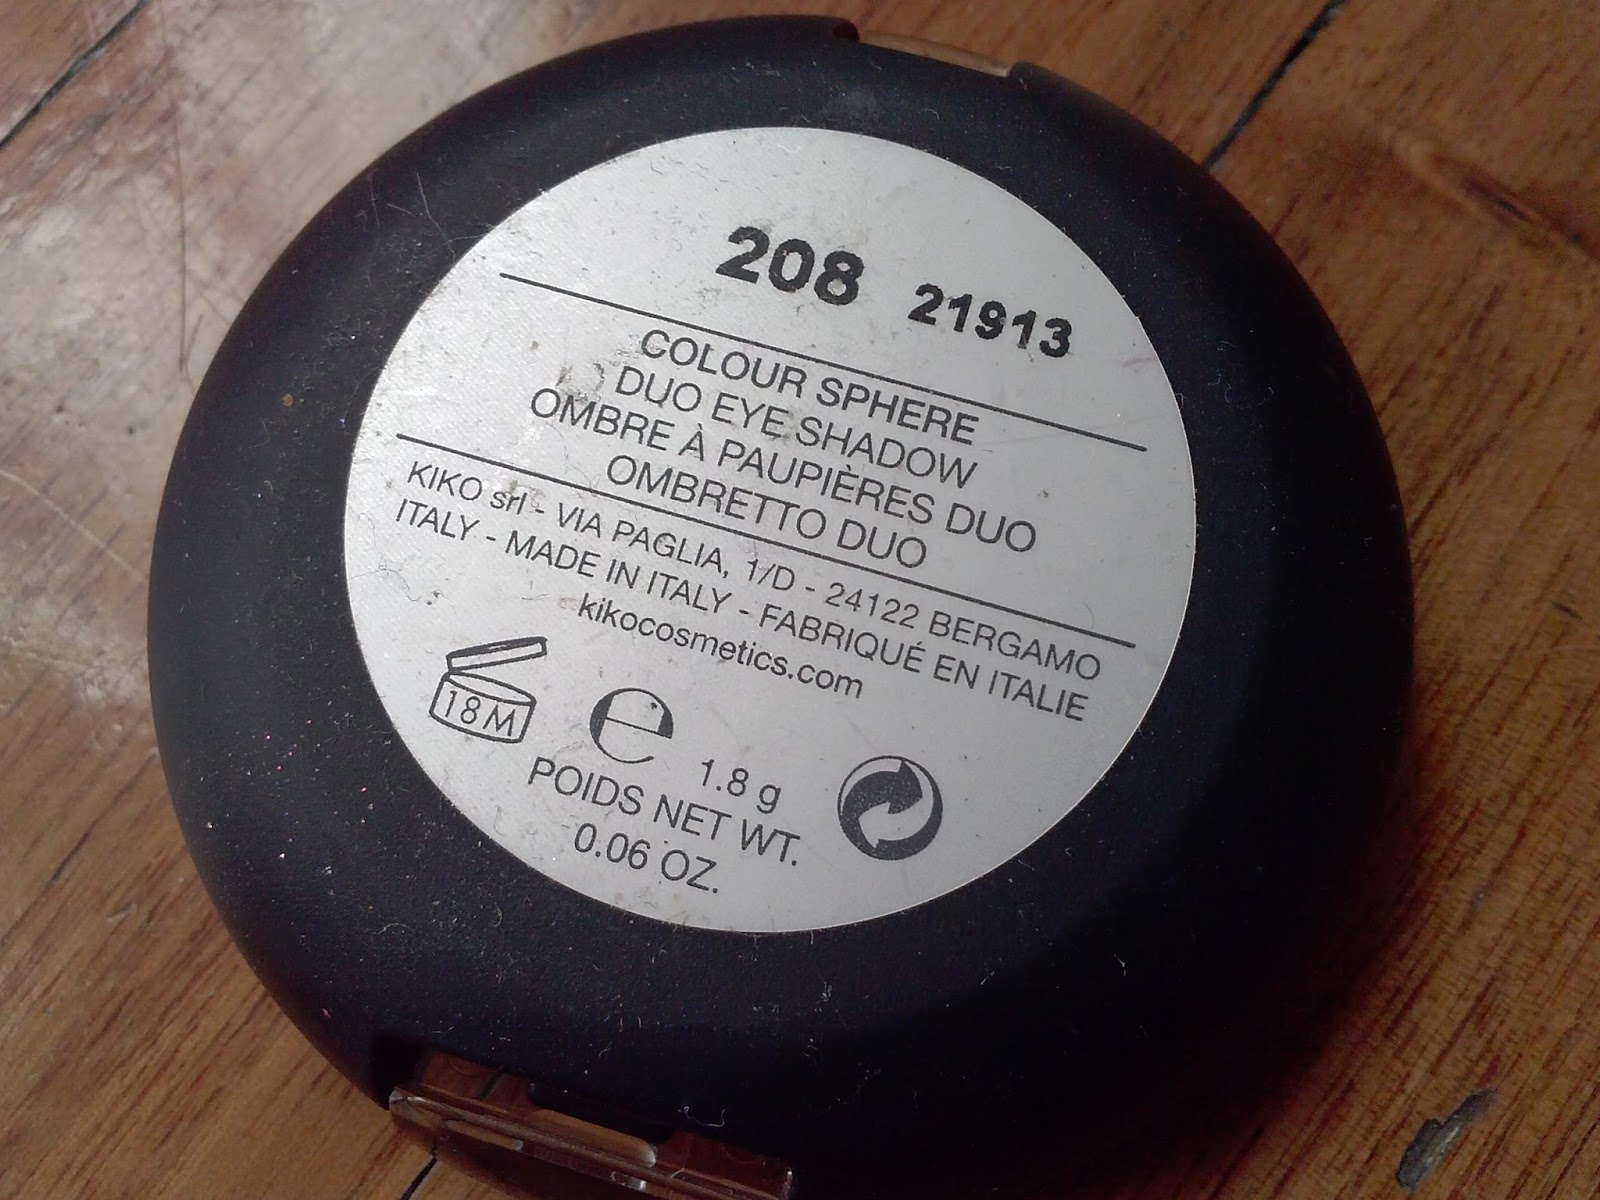 208 21913
COLOUR SPHERE
DUO EYE SHADOW
OMBRE À PAUPIÈRES DUO
OMBRETTO DUO
KIKO srl - VIA PAGLIA, 1/D - 24122 BERGAMO
ITALY - MADE IN ITALY - FABRIQUÉ EN ITALIE
kikocosmetics.com
18M e 1.8 g
POIDS NET WT.
0.06 OZ.